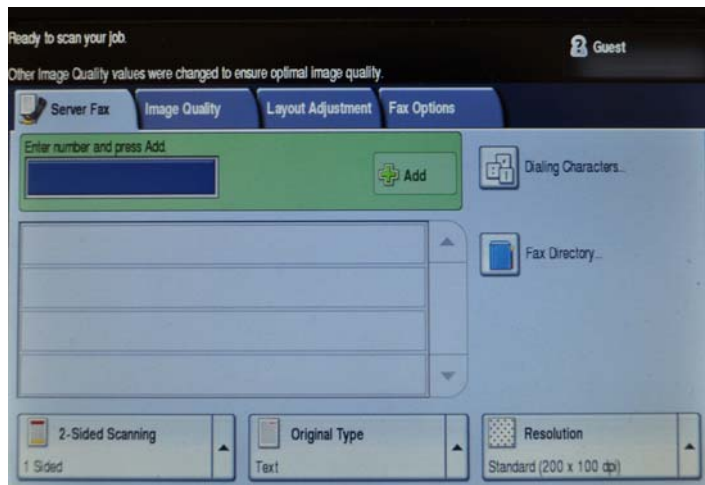 Ready to scan your job.
Guest
Other Image Quality values were changed to ensure optimal image quality.
Server Fax
Image Quality
Layout Adjustment
Fax Options
Enter number and press Add.
Add
Dialing Characters...
Fax Directory...
2-Sided Scanning
1 Sided
Original Type
Text
Resolution
Standard (200 x 100 dpi)